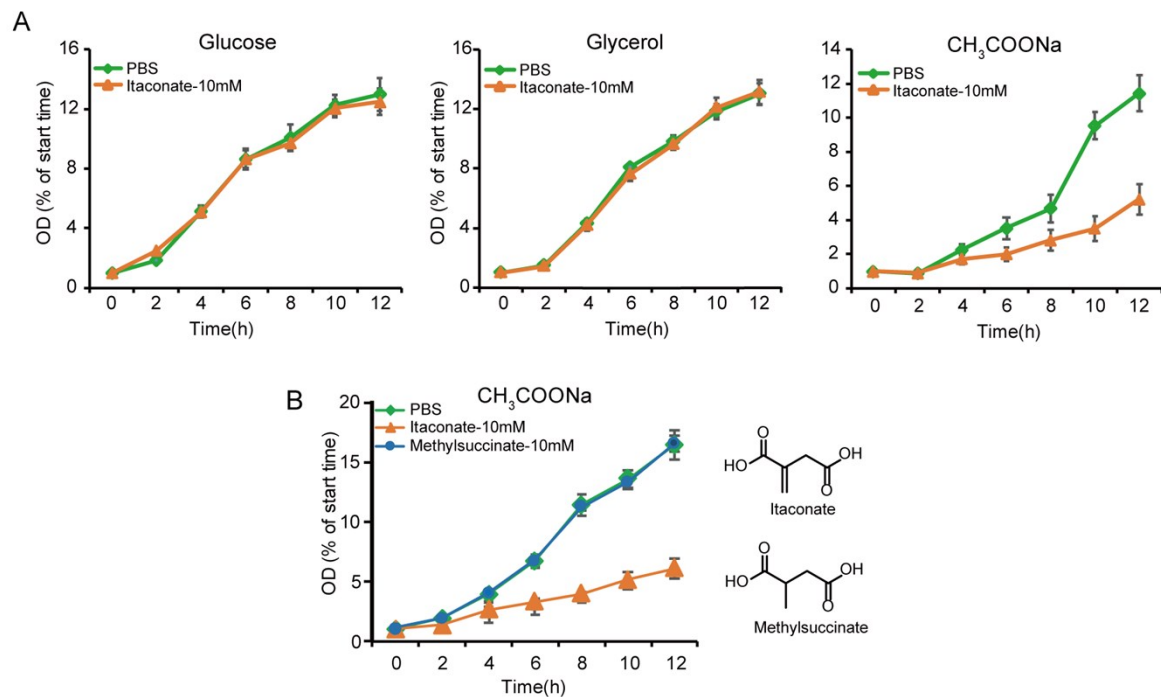 A
Glucose
PBS
Itaconate-10mM
OD (% of start time)
16
12
8
4
0
0 2 4 6 8 10 12
Time(h)
Glycerol
PBS
Itaconate-10mM
OD (% of start time)
16
12
8
4
0
0 2 4 6 8 10 12
Time(h)
CH₃COONa
PBS
Itaconate-10mM
OD (% of start time)
14
12
10
8
6
4
2
0
0 2 4 6 8 10 12
Time(h)
B
CH₃COONa
PBS
Itaconate-10mM
Methylsuccinate-10mM
OD (% of start time)
20
15
10
5
0
0 2 4 6 8 10 12
Time(h)
O
OH
HO
O
Itaconate
O
OH
HO
O
Methylsuccinate